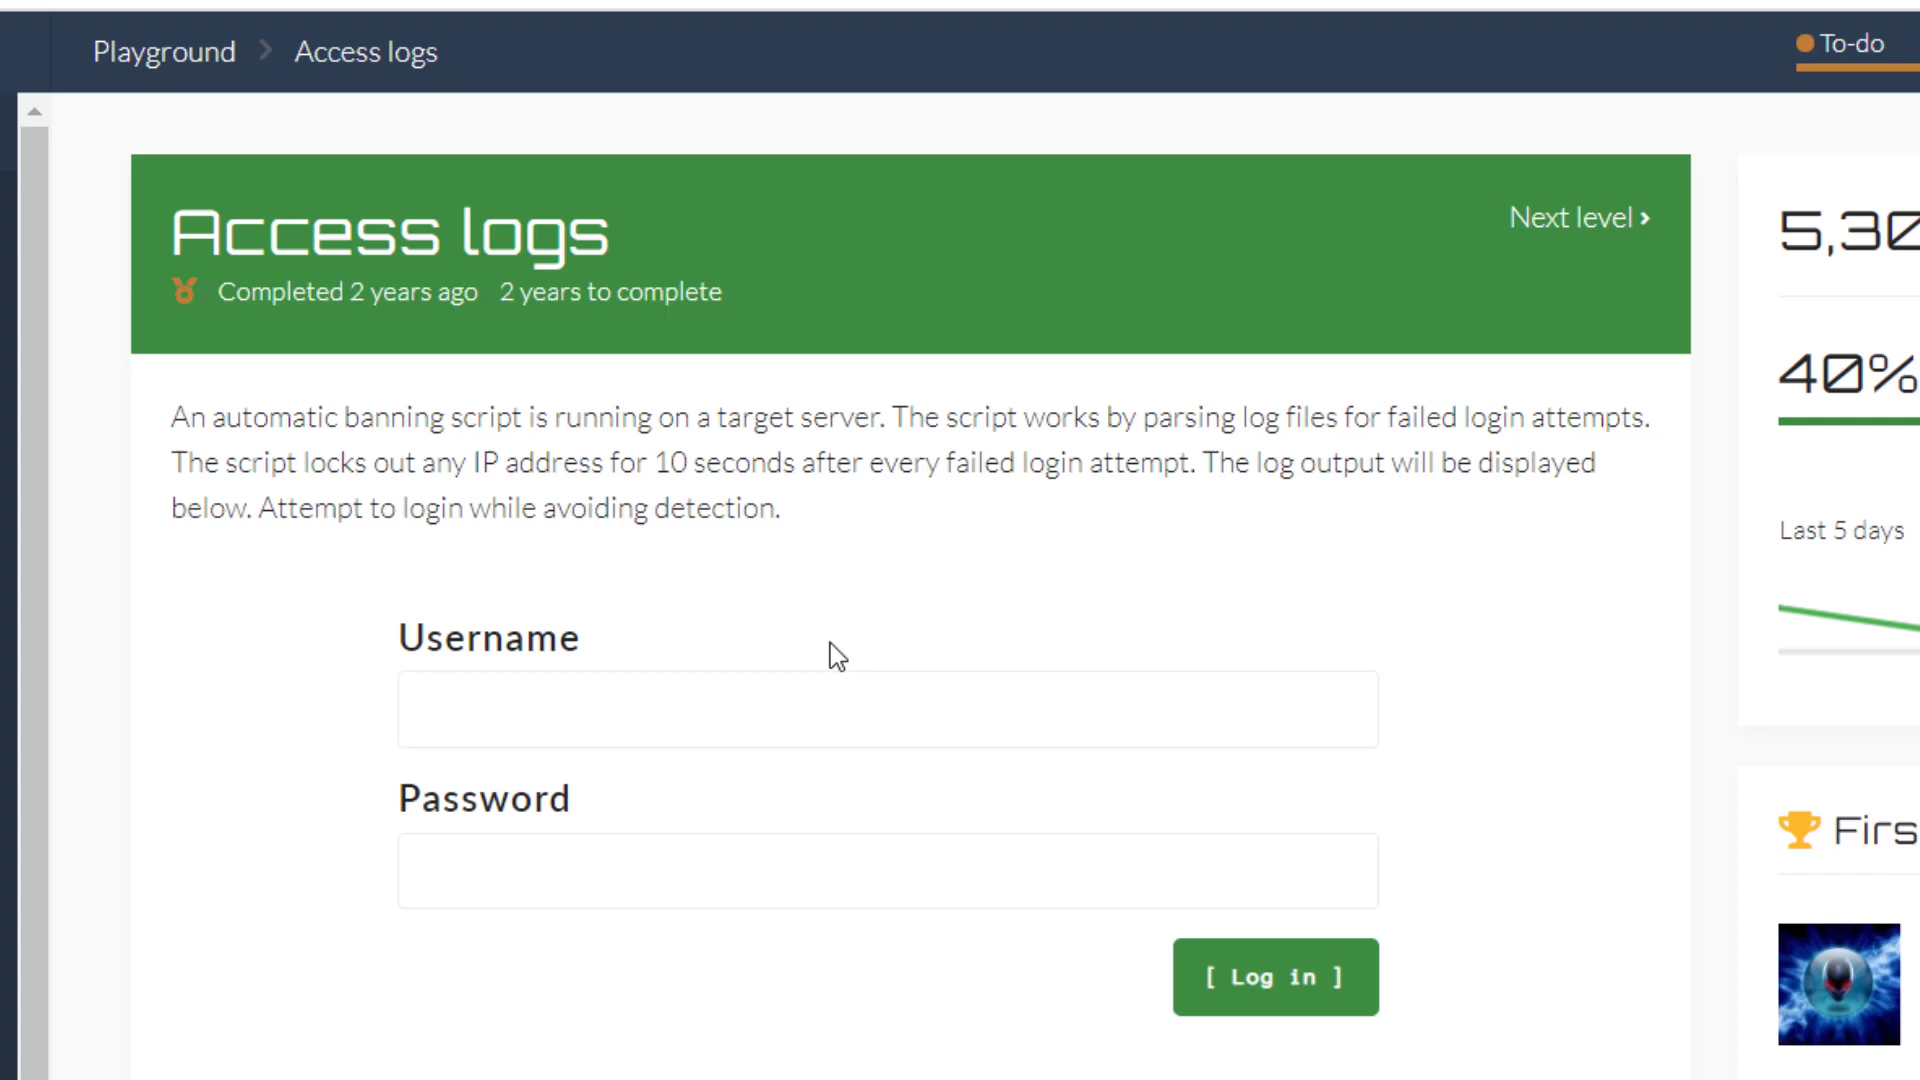 Playground > Access logs
To-do
Access logs
Next level ›
Completed 2 years ago 2 years to complete
An automatic banning script is running on a target server. The script works by parsing log files for failed login attempts.
The script locks out any IP address for 10 seconds after every failed login attempt. The log output will be displayed
below. Attempt to login while avoiding detection.
Username
Password
[ Log in ]
5,30
40%
Last 5 days
Firs